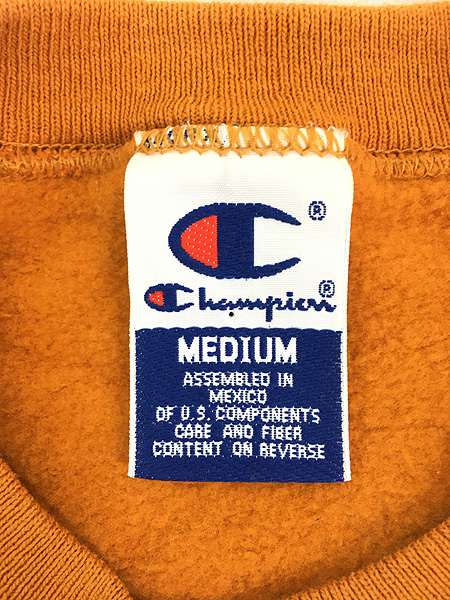 ®
Champion®
MEDIUM
ASSEMBLED IN
MEXICO
OF U.S. COMPONENTS
CARE AND FIBER
CONTENT ON REVERSE